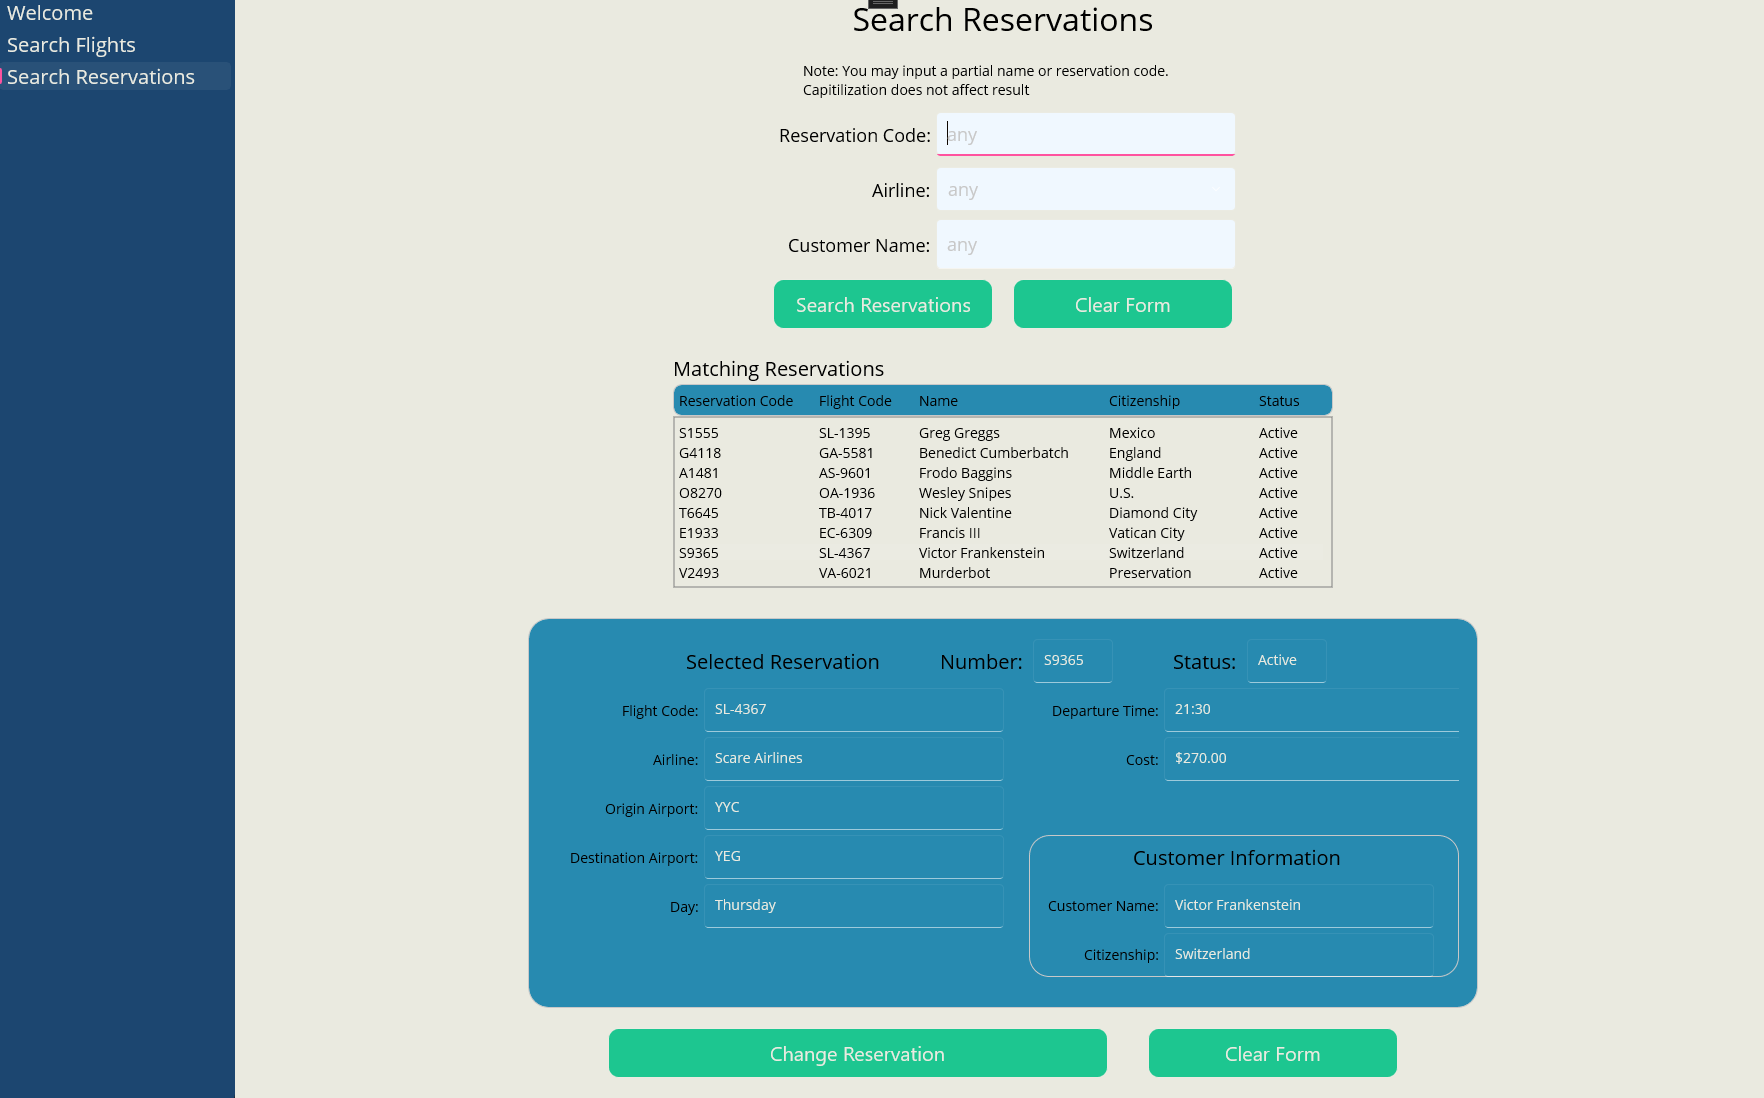 Welcome
Search Flights
Search Reservations
Search Reservations
Note: You may input a partial name or reservation code.
Capitilization does not affect result
Reservation Code: any
Airline: any
Customer Name: any
Search Reservations Clear Form
Matching Reservations
Reservation Code Flight Code Name Citizenship Status
S1555 SL-1395 Greg Greggs Mexico Active
G4118 GA-5581 Benedict Cumberbatch England Active
A1481 AS-9601 Frodo Baggins Middle Earth Active
O8270 OA-1936 Wesley Snipes U.S. Active
T6645 TB-4017 Nick Valentine Diamond City Active
E1933 EC-6309 Francis III Vatican City Active
S9365 SL-4367 Victor Frankenstein Switzerland Active
V2493 VA-6021 Murderbot Preservation Active
Selected Reservation Number: S9365 Status: Active
Flight Code: SL-4367 Departure Time: 21:30
Airline: Scare Airlines Cost: $270.00
Origin Airport: YYC
Destination Airport: YEG
Day: Thursday
Customer Information
Customer Name: Victor Frankenstein
Citizenship: Switzerland
Change Reservation Clear Form